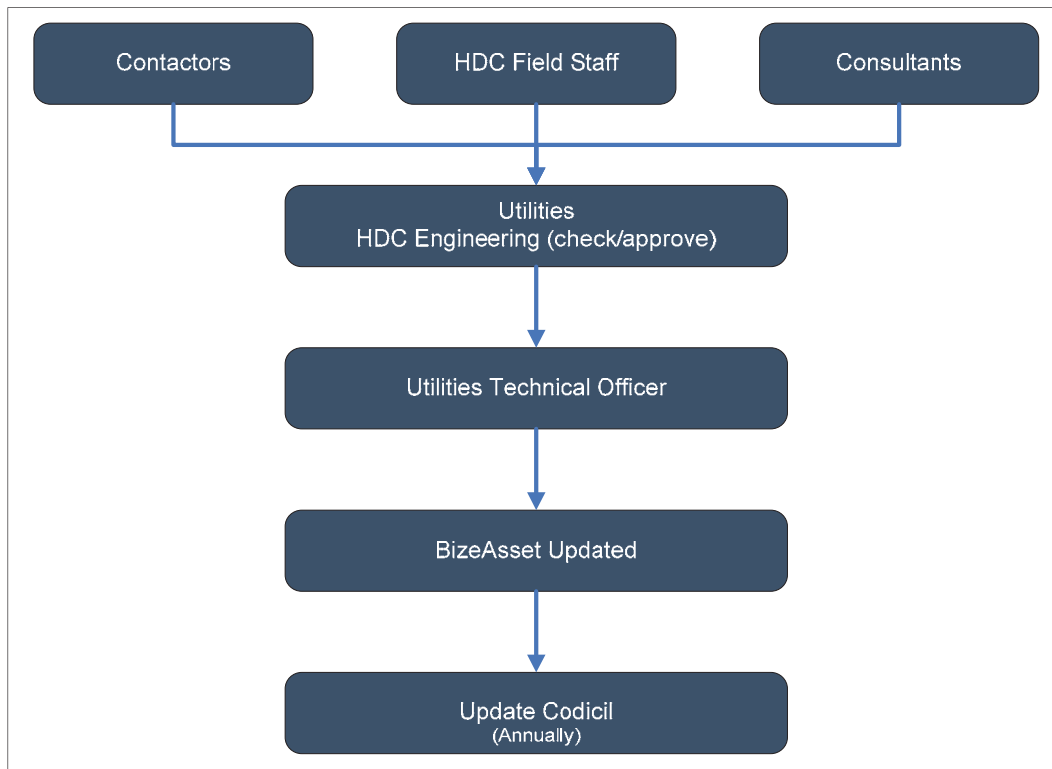 Contactors
HDC Field Staff
Consultants
Utilities
HDC Engineering (check/approve)
Utilities Technical Officer
BizeAsset Updated
Update Codicil
(Annually)